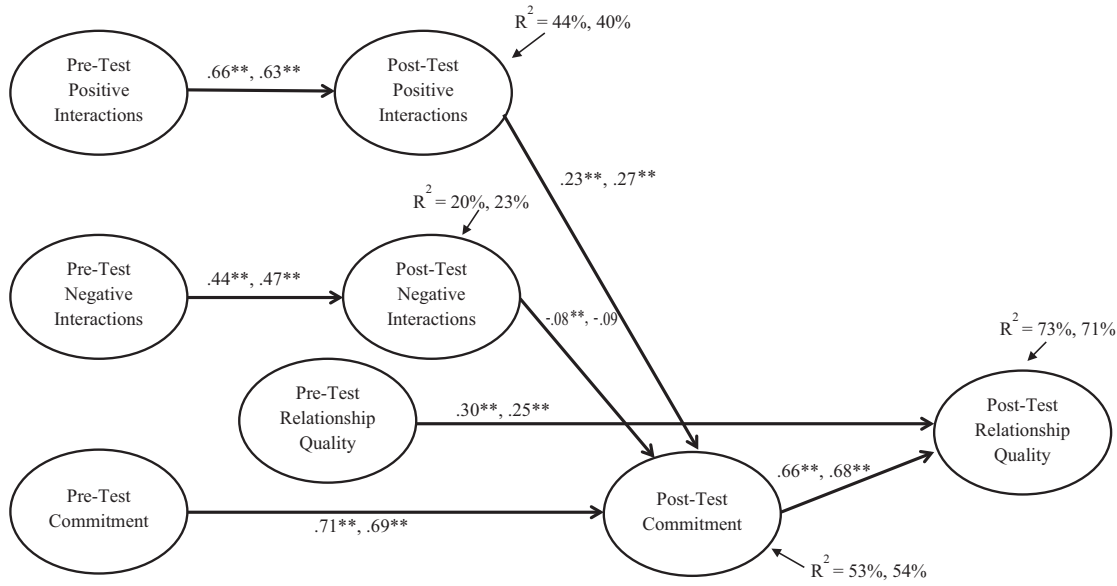 R² = 44%, 40%
Pre-Test
Positive
Interactions
.66**, .63**
Post-Test
Positive
Interactions
.23**, .27**
R² = 20%, 23%
Pre-Test
Negative
Interactions
.44**, .47**
Post-Test
Negative
Interactions
-.08**, -.09
R² = 73%, 71%
Pre-Test
Relationship
Quality
.30**, .25**
Post-Test
Relationship
Quality
.66**, .68**
Pre-Test
Commitment
.71**, .69**
Post-Test
Commitment
R² = 53%, 54%